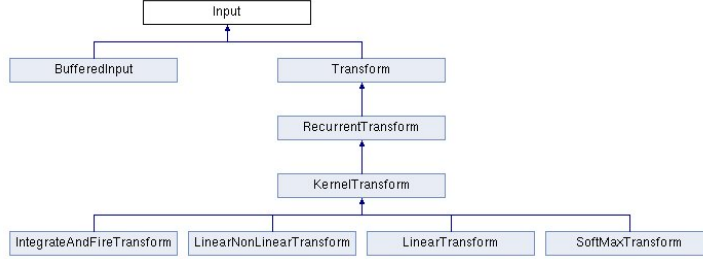 Input
BufferedInput
Transform
RecurrentTransform
KernelTransform
IntegrateAndFireTransform
LinearNonLinearTransform
LinearTransform
SoftMaxTransform